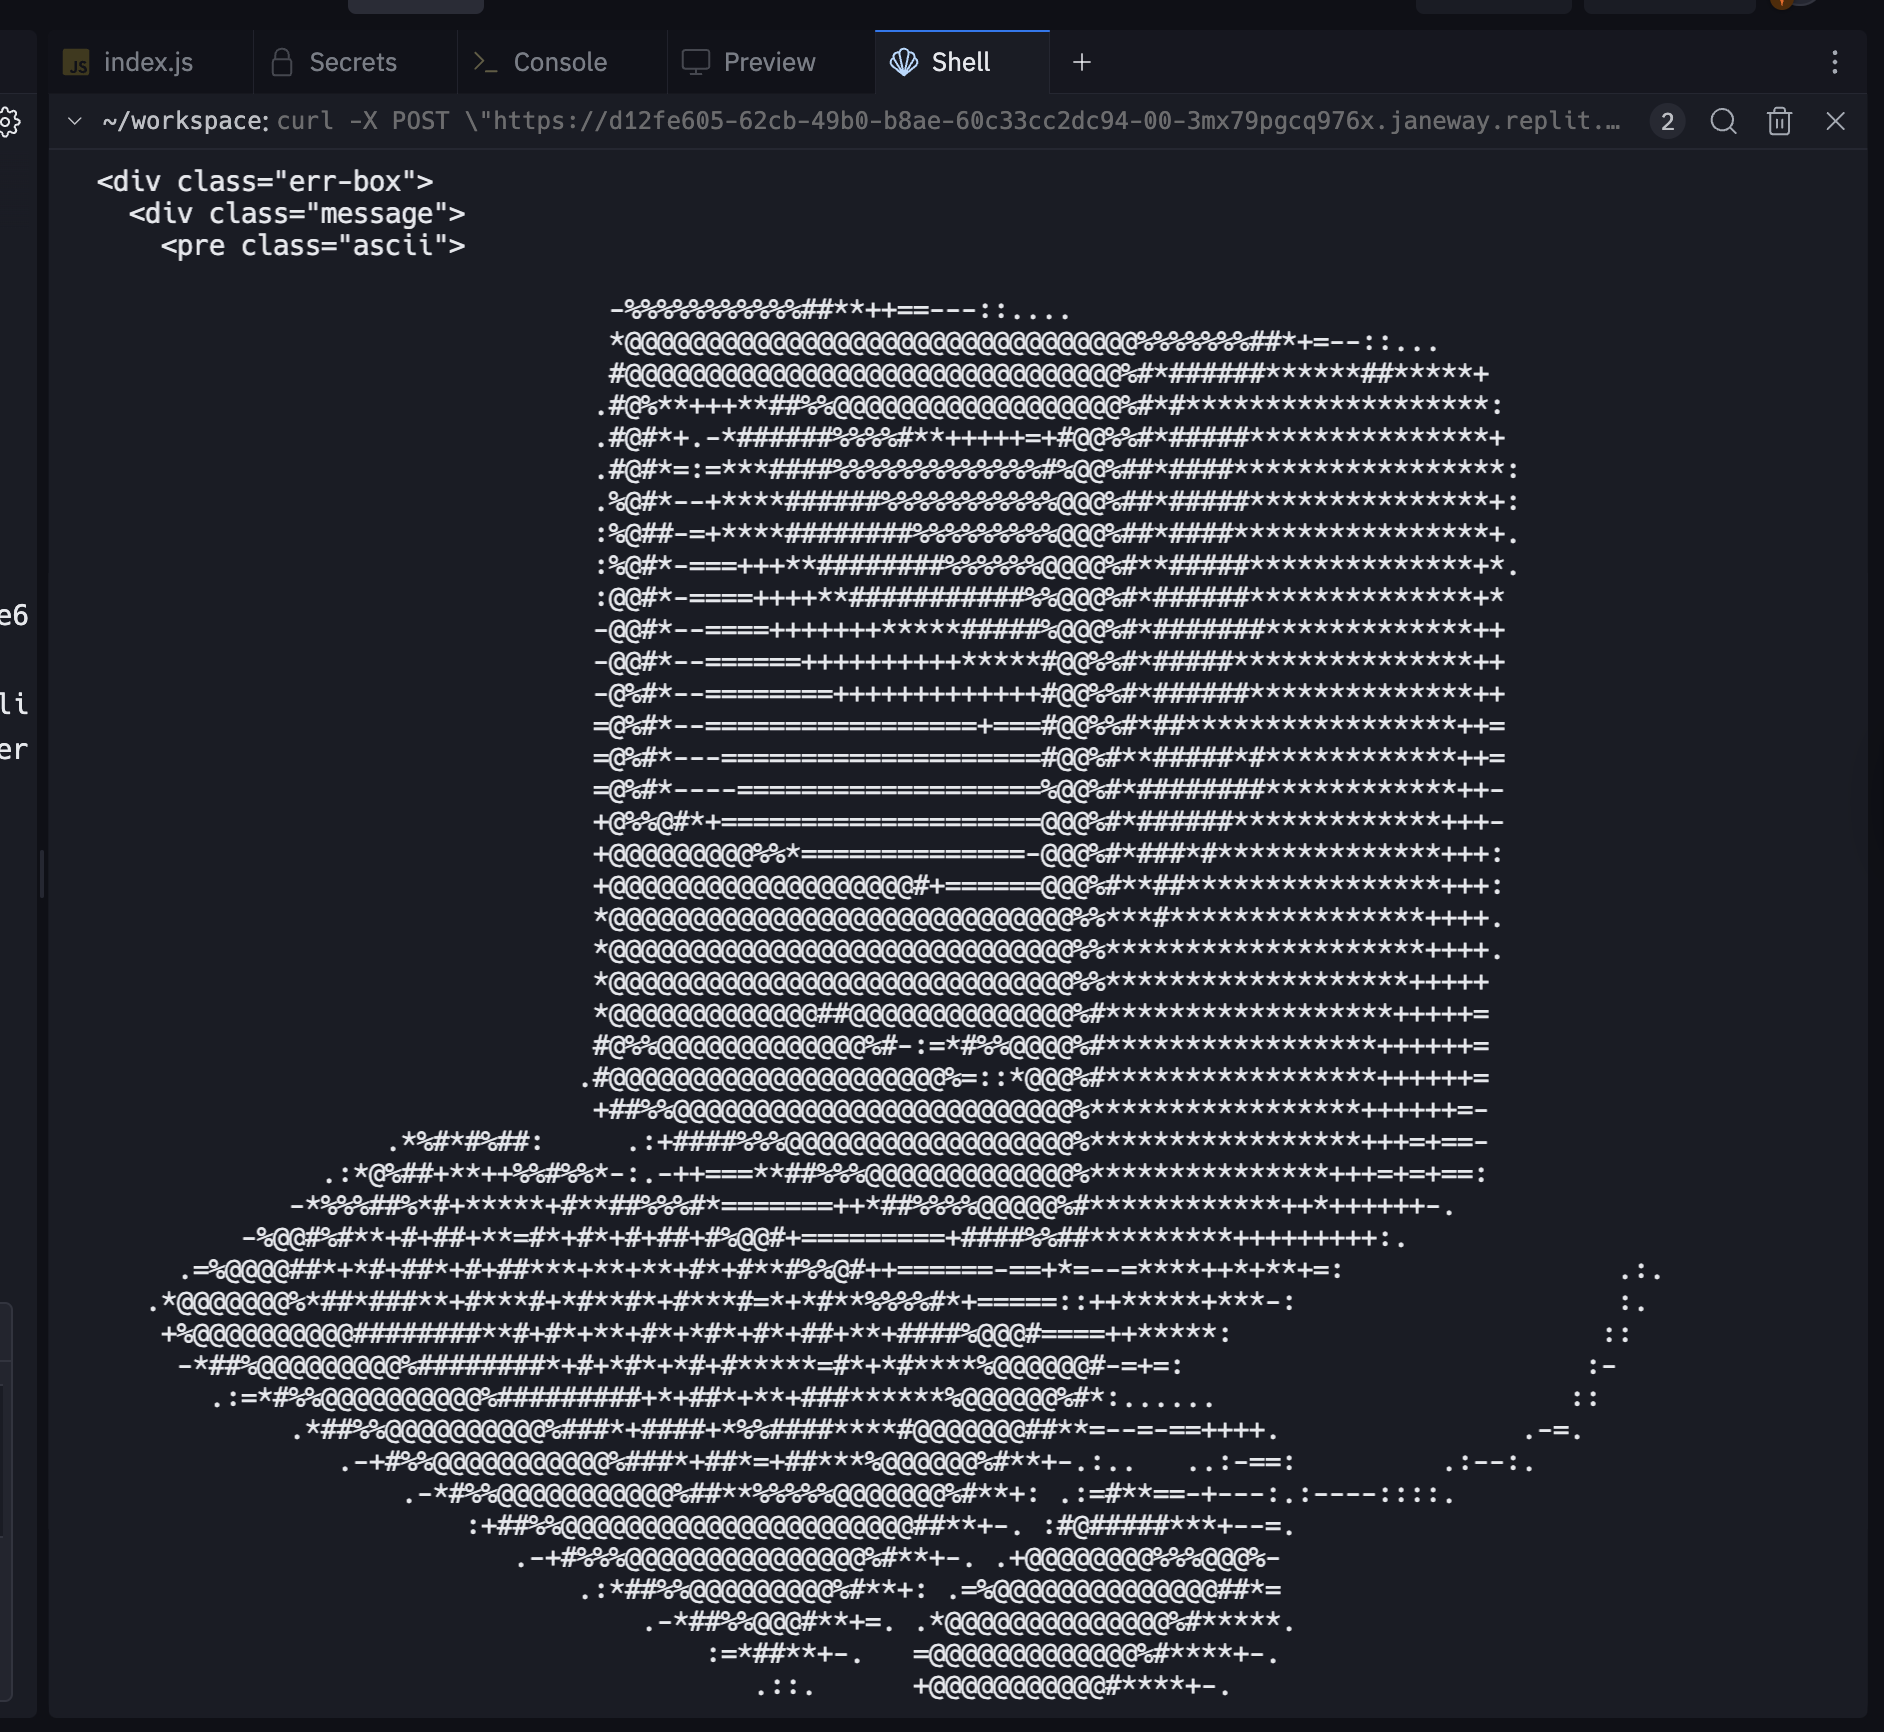 index.js
Secrets
Console
Preview
Shell
~/workspace: curl -X POST \"https://d12fe605-62cb-49b0-b8ae-60c33cc2dc94-00-3mx79pgcq976x.janeway.replit.…
2
<div class="err-box">
<div class="message">
<pre class="ascii">
e6
li
er